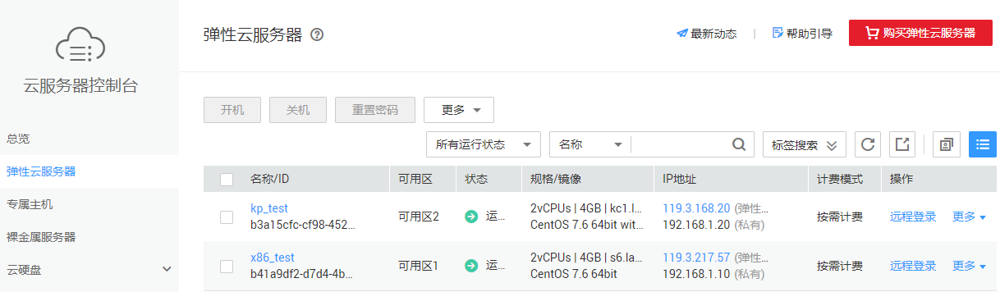 弹性云服务器
最新动态 | 帮助引导 购买弹性云服务器
云服务器控制台
总览
弹性云服务器
专属主机
裸金属服务器
云硬盘
开机 关机 重置密码 更多
所有运行状态 名称 标签搜索
名称/ID 可用区 状态 规格/镜像 IP地址 计费模式 操作
kp_test 可用区2 运... 2vCPUs | 4GB | kc1.l... 119.3.168.20 (弹性... 按需计费 远程登录 更多
b3a15cfc-cf98-452... CentOS 7.6 64bit wit... 192.168.1.20 (私有)
x86_test 可用区1 运... 2vCPUs | 4GB | s6.la... 119.3.217.57 (弹性... 按需计费 远程登录 更多
b41a9df2-d7d4-4b... CentOS 7.6 64bit 192.168.1.10 (私有)